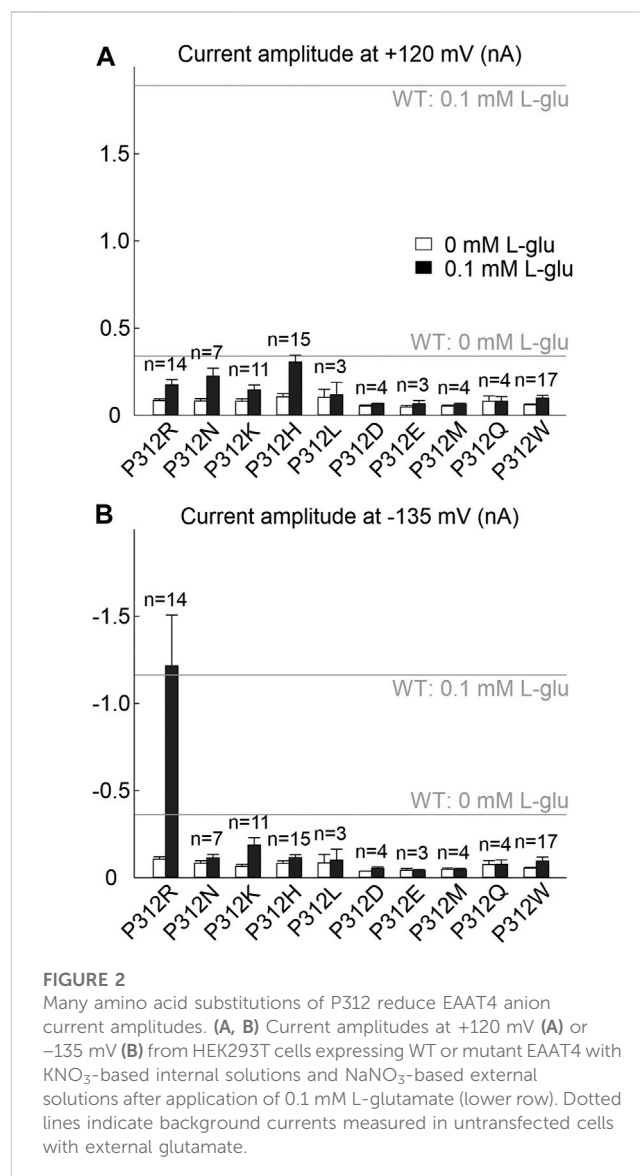 A Current amplitude at +120 mV (nA)
WT: 0.1 mM L-glu
1.5
1
0.5
0
0 mM L-glu
0.1 mM L-glu
WT: 0 mM L-glu
n=14 n=7 n=11 n=15 n=3 n=4 n=3 n=4 n=4 n=17
P312R P312N P312K P312H P312L P312D P312E P312M P312Q P312W
B Current amplitude at -135 mV (nA)
-1.5
-1.0
-0.5
0
WT: 0.1 mM L-glu
WT: 0 mM L-glu
n=14 n=7 n=11 n=15 n=3 n=4 n=3 n=4 n=4 n=17
P312R P312N P312K P312H P312L P312D P312E P312M P312Q P312W
FIGURE 2
Many amino acid substitutions of P312 reduce EAAT4 anion
current amplitudes. (A, B) Current amplitudes at +120 mV (A) or
–135 mV (B) from HEK293T cells expressing WT or mutant EAAT4 with
KNO₃-based internal solutions and NaNO₃-based external
solutions after application of 0.1 mM L-glutamate (lower row). Dotted
lines indicate background currents measured in untransfected cells
with external glutamate.